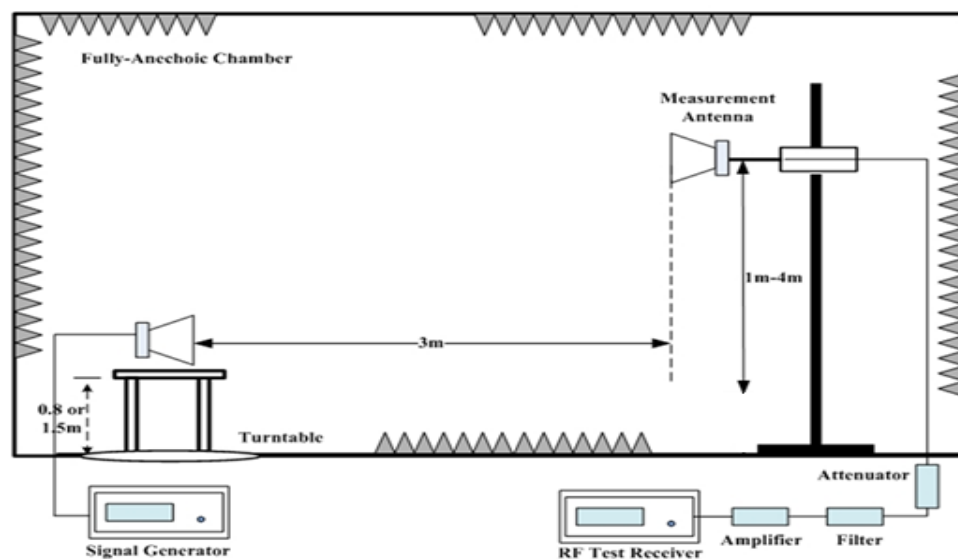 Fully-Anechoic Chamber
Measurement
Antenna
1m-4m
3m
0.8 or
1.5m
Turntable
Attenuator
Signal Generator
RF Test Receiver
Amplifier
Filter